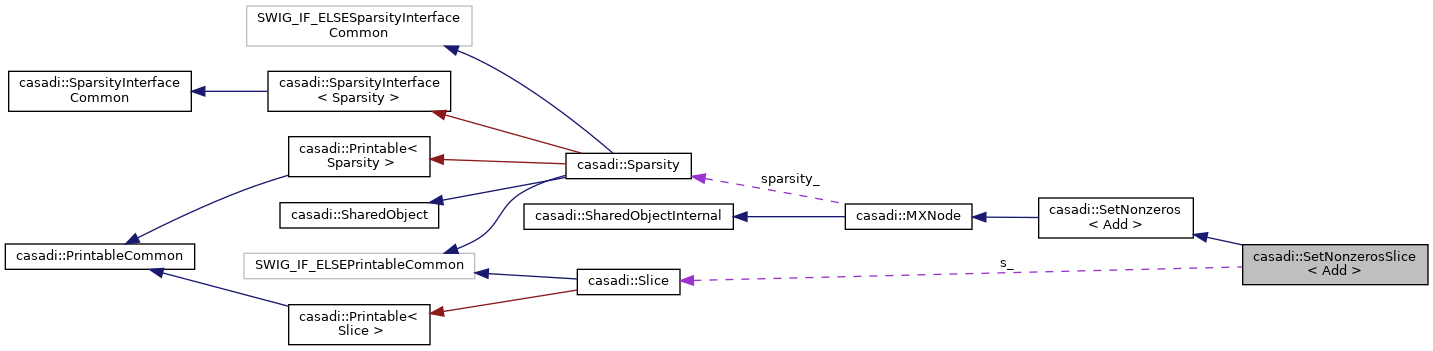 SWIG_IF_ELSESparsityInterface
Common
casadi::SparsityInterface
Common
casadi::SparsityInterface
< Sparsity >
casadi::Printable<
Sparsity >
casadi::Sparsity
sparsity_
casadi::SharedObject
casadi::SharedObjectInternal
casadi::MXNode
casadi::SetNonzeros
< Add >
casadi::PrintableCommon
SWIG_IF_ELSEPrintableCommon
casadi::Slice
s_
casadi::SetNonzerosSlice
< Add >
casadi::Printable<
Slice >